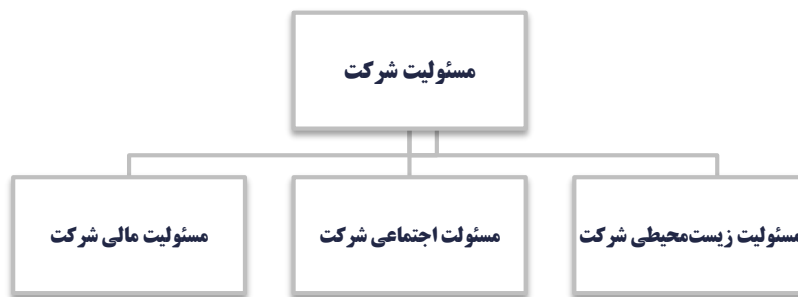 مسئولیت شرکت
مسئولیت زیست‌محیطی شرکت
مسئولت اجتماعی شرکت
مسئولیت مالی شرکت